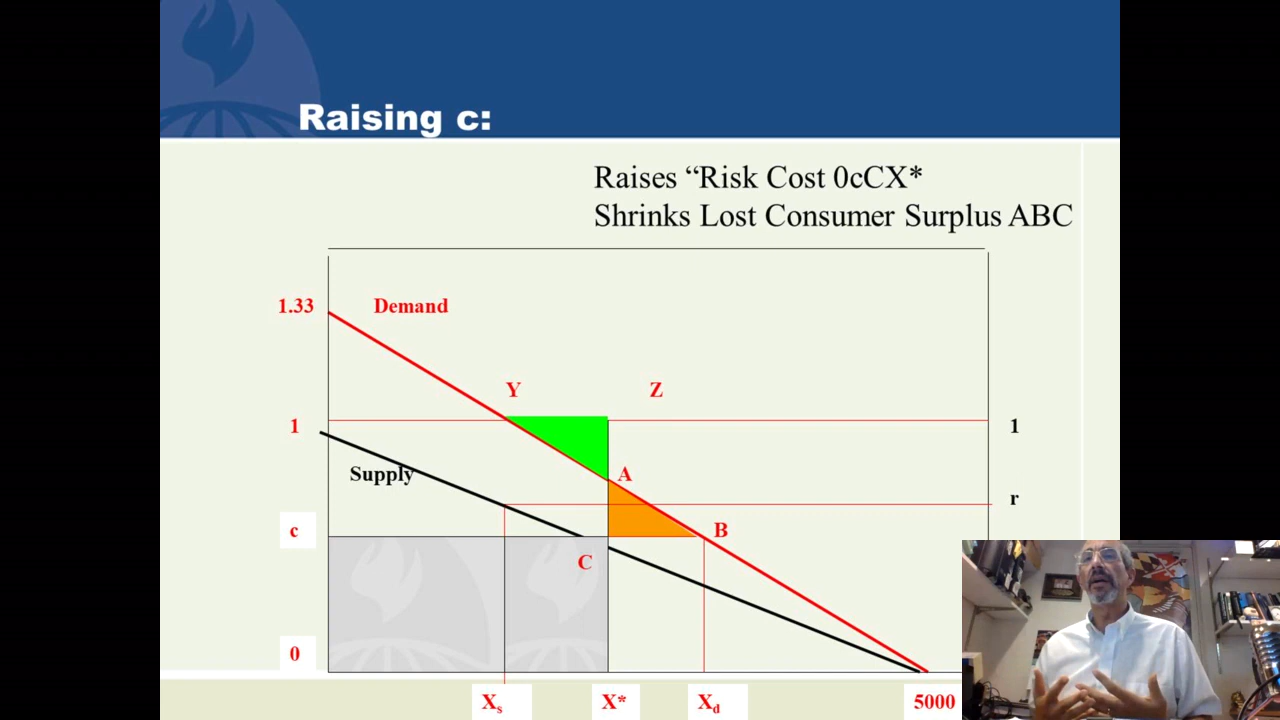 Raising c:
Raises “Risk Cost 0cCX*
Shrinks Lost Consumer Surplus ABC
1.33
Demand
Y
Z
1
1
A
Supply
r
c
B
C
0
Xs
X*
Xd
5000